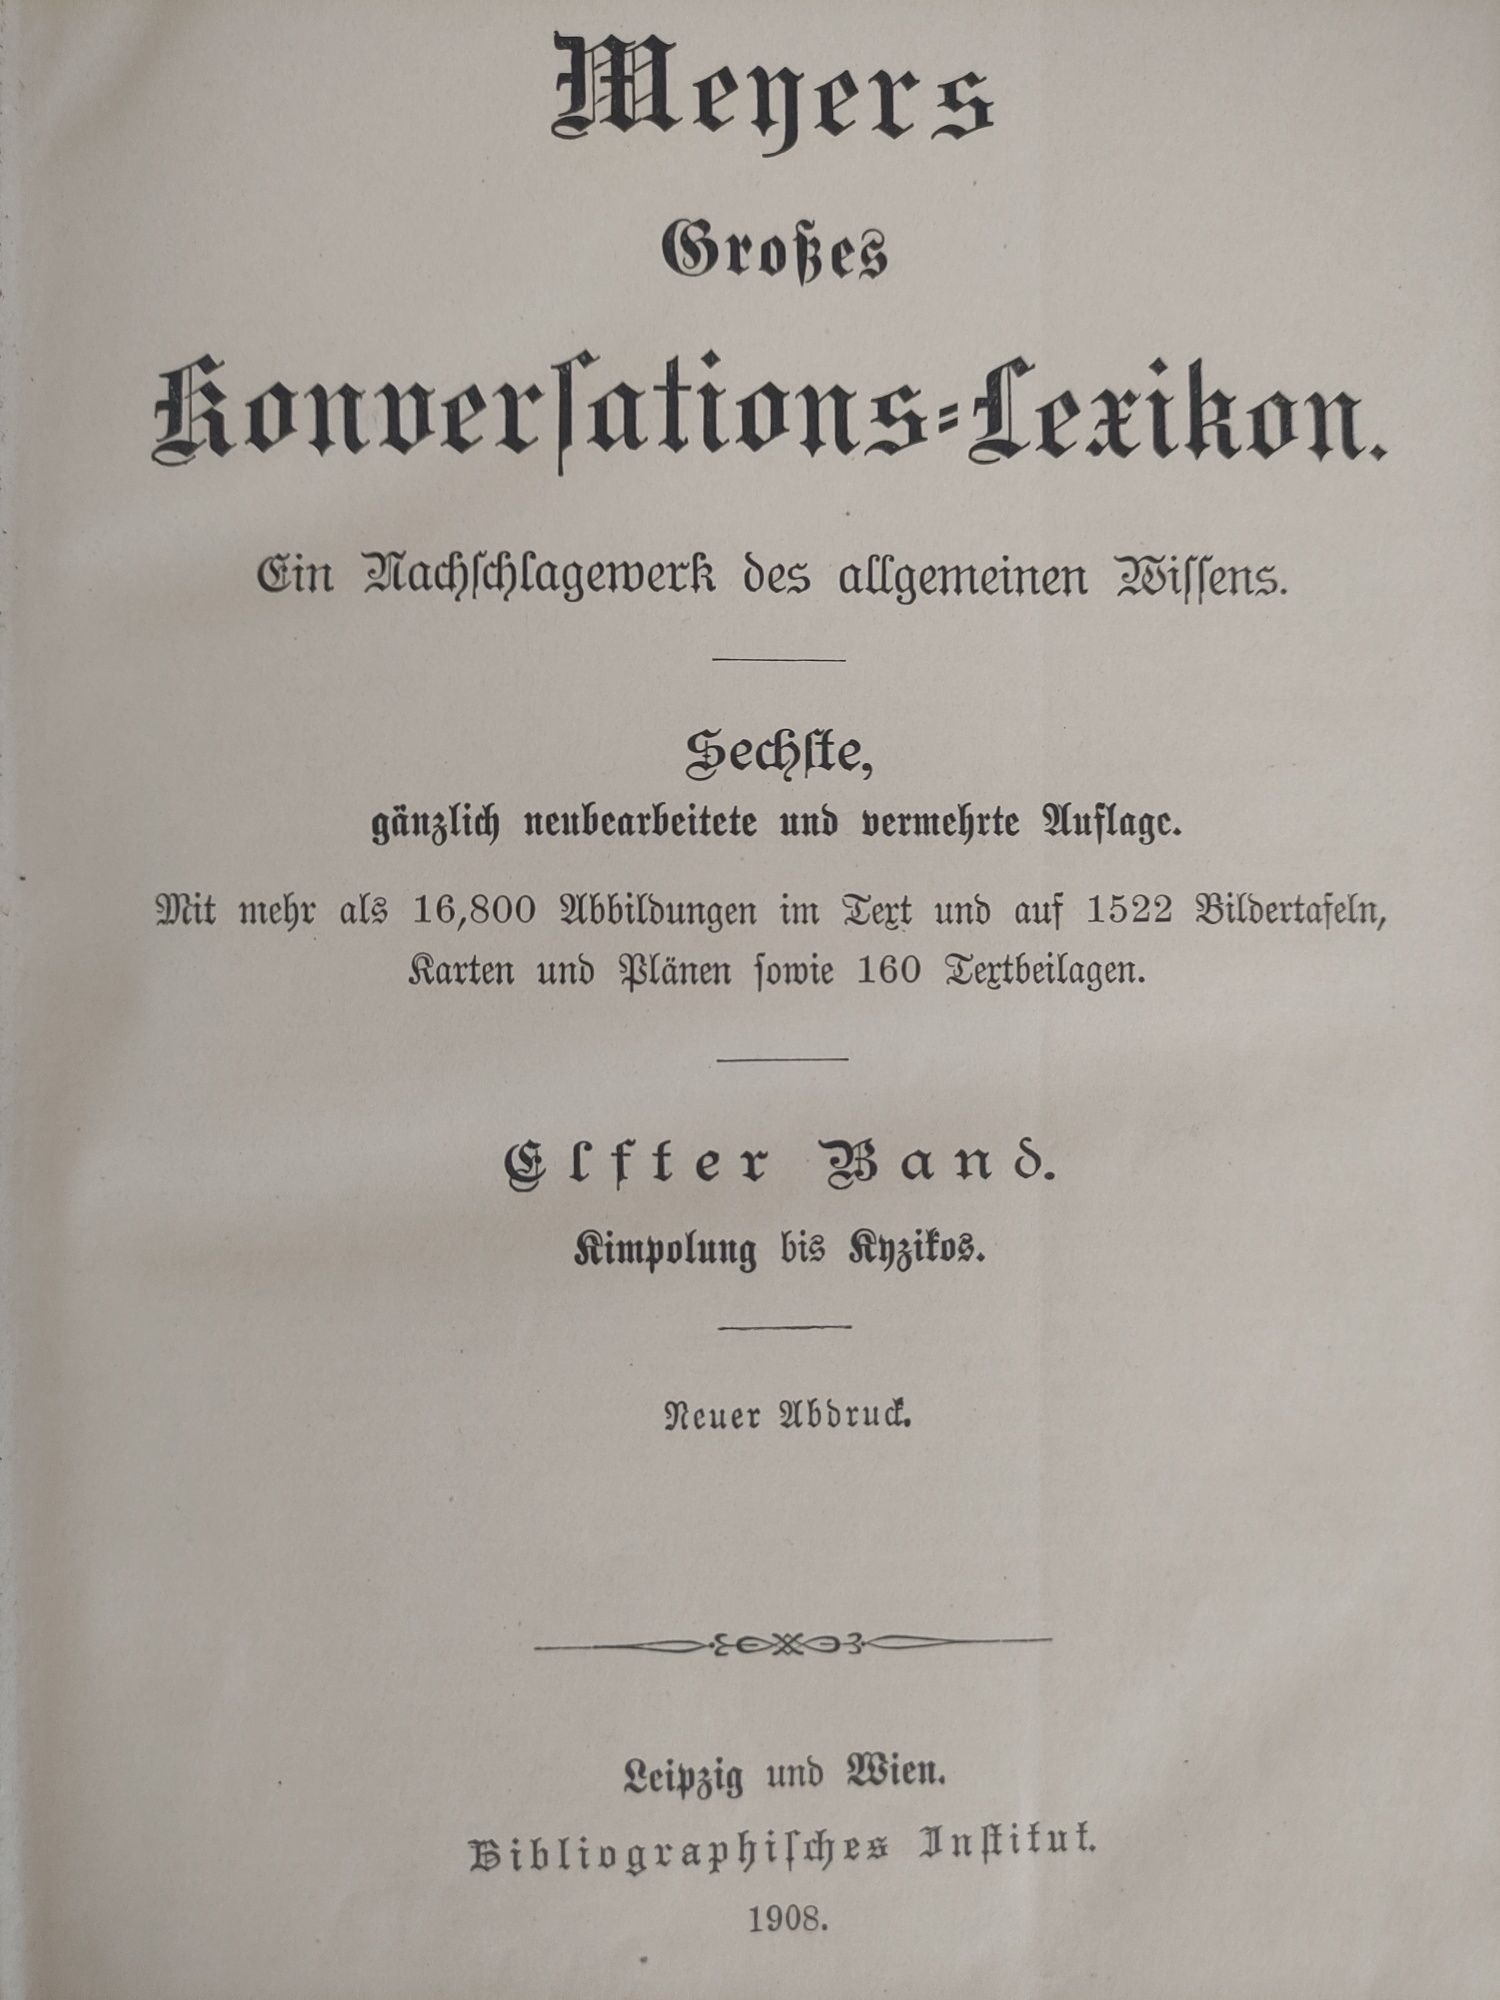 Meyers
Großes
Konverſations-Lexikon.
Ein Nachſchlagewerk des allgemeinen Wiſſens.
Sechſte,
gänzlich neubearbeitete und vermehrte Auflage.
Mit mehr als 16,800 Abbildungen im Text und auf 1522 Bildertafeln,
Karten und Plänen ſowie 160 Textbeilagen.
Elfter Band.
Kimpolung bis Kyzikos.
Neuer Abdruck.
Leipzig und Wien.
Bibliographiſches Inſtitut.
1908.